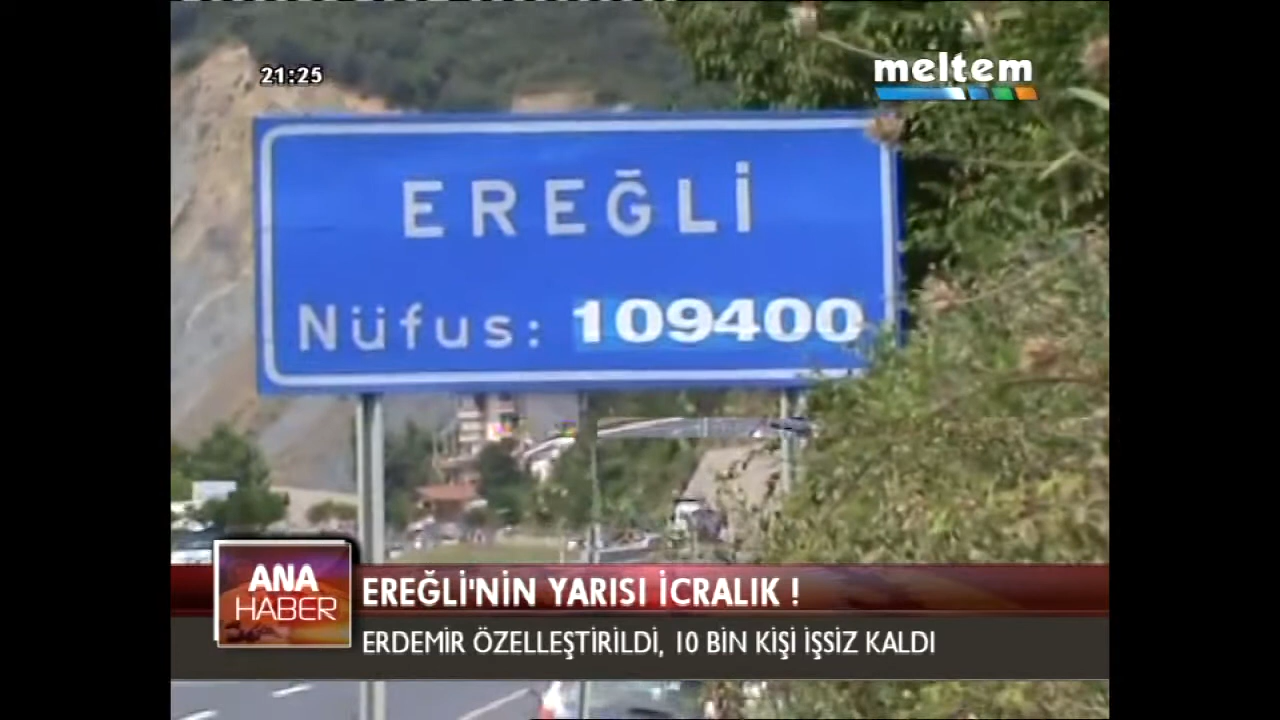 21:25
meltem
EREĞLİ
Nüfus: 109400
ANA
HABER
EREĞLİ'NİN YARISI İCRALIK !
ERDEMİR ÖZELLEŞTİRİLDİ, 10 BİN KİŞİ İŞSİZ KALDI